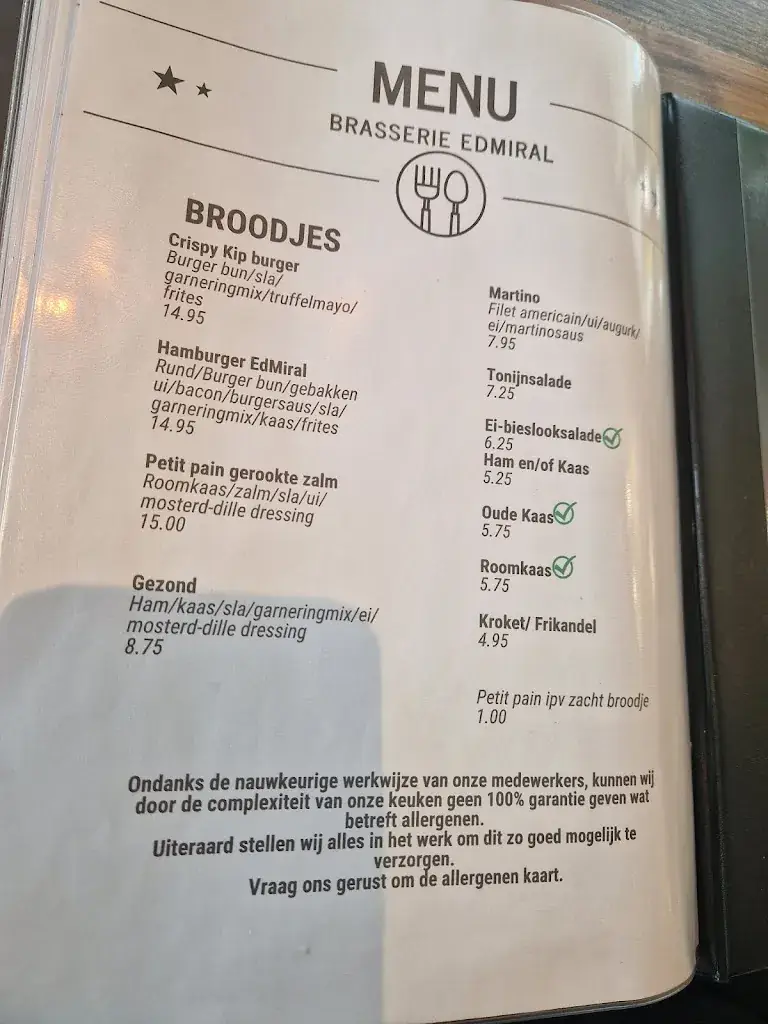 MENU
BRASSERIE EDMIRAL
BROODJES
Crispy Kip burger
Burger bun/sla/
garneringmix/truffelmayo/
frites
14.95
Hamburger EdMiral
Rund/Burger bun/gebakken
ui/bacon/burgersaus/sla/
garneringmix/kaas/frites
14.95
Petit pain gerookte zalm
Roomkaas/zalm/sla/ui/
mosterd-dille dressing
15.00
Gezond
Ham/kaas/sla/garneringmix/ei/
mosterd-dille dressing
8.75
Martino
Filet americain/ui/augurk/
ei/martinosaus
7.95
Tonijnsalade
7.25
Ei-bieslooksalade
6.25
Ham en/of Kaas
5.25
Oude Kaas
5.75
Roomkaas
5.75
Kroket/ Frikandel
4.95
Petit pain ipv zacht broodje
1.00
Ondanks de nauwkeurige werkwijze van onze medewerkers, kunnen wij
door de complexiteit van onze keuken geen 100% garantie geven wat
betreft allergenen.
Uiteraard stellen wij alles in het werk om dit zo goed mogelijk te
verzorgen.
Vraag ons gerust om de allergenen kaart.